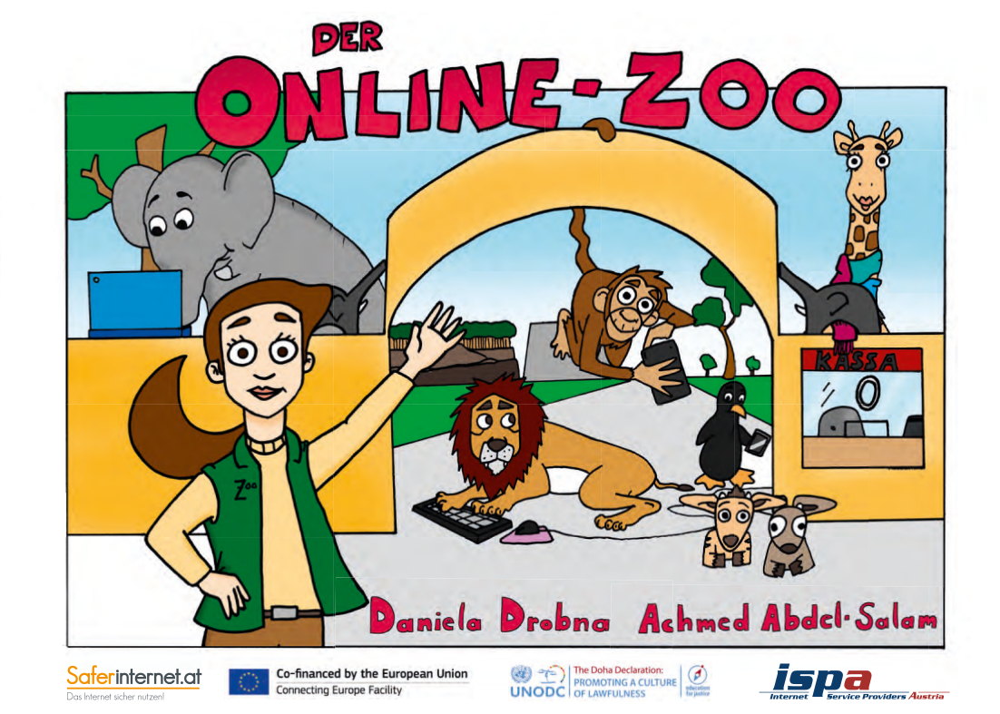 DER
ONLINE-ZOO
KASSA
Zoo
Daniela Drobna Achmed Abdel-Salam
Saferinternet.at
Das Internet sicher nutzen!
Co-financed by the European Union
Connecting Europe Facility
UNODC
The Doha Declaration:
PROMOTING A CULTURE
OF LAWFULNESS
education
for justice
ispa
Internet Service Providers Austria